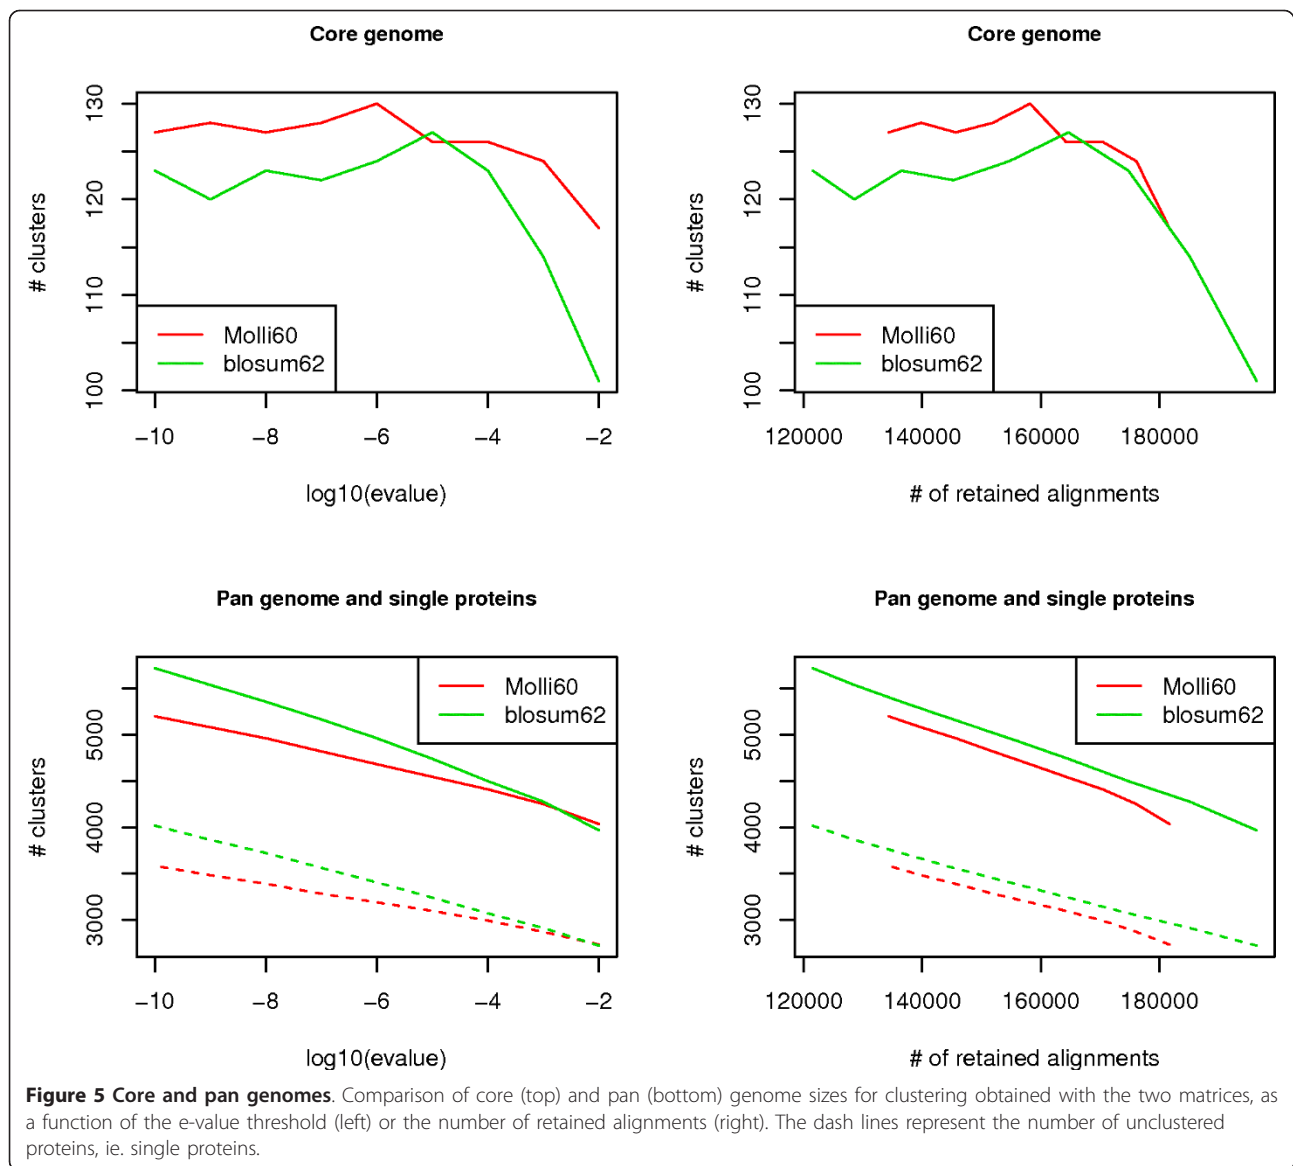 Core genome
# clusters
130
120
110
100
Molli60
blosum62
−10 −8 −6 −4 −2
log10(evalue)
Core genome
# clusters
130
120
110
100
Molli60
blosum62
120000 140000 160000 180000
# of retained alignments
Pan genome and single proteins
# clusters
5000
4000
3000
Molli60
blosum62
−10 −8 −6 −4 −2
log10(evalue)
Pan genome and single proteins
# clusters
5000
4000
3000
Molli60
blosum62
120000 140000 160000 180000
# of retained alignments
Figure 5 Core and pan genomes. Comparison of core (top) and pan (bottom) genome sizes for clustering obtained with the two matrices, as
a function of the e-value threshold (left) or the number of retained alignments (right). The dash lines represent the number of unclustered
proteins, ie. single proteins.